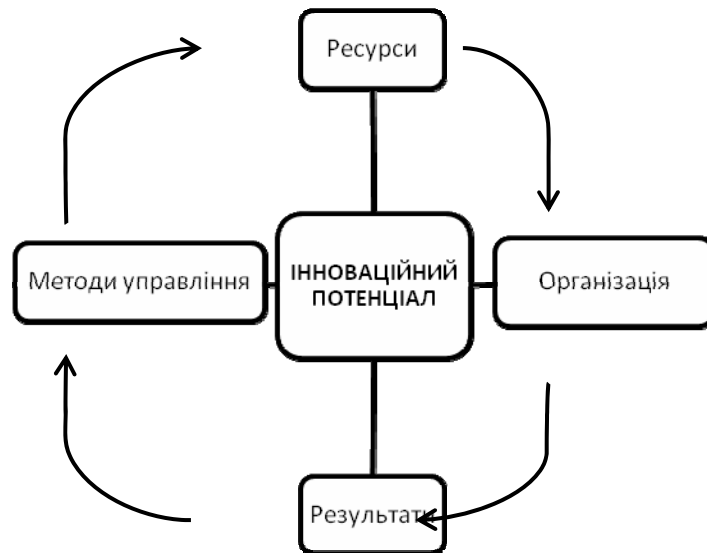 Ресурси
Методи управління
ІННОВАЦІЙНИЙ
ПОТЕНЦІАЛ
Організація
Результати